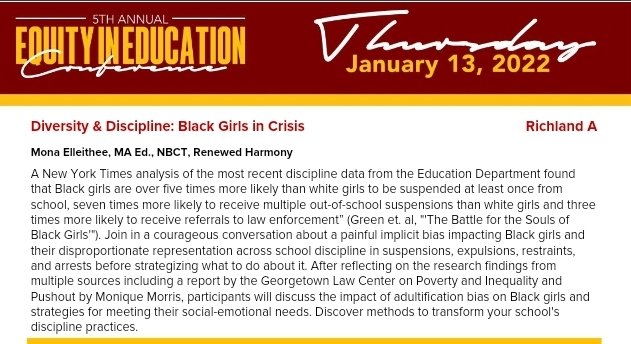 5TH ANNUAL
EQUITY IN EDUCATION
Conference
Thursday
January 13, 2022
Diversity & Discipline: Black Girls in Crisis Richland A
Mona Elleithee, MA Ed., NBCT, Renewed Harmony
A New York Times analysis of the most recent discipline data from the Education Department found
that Black girls are over five times more likely than white girls to be suspended at least once from
school, seven times more likely to receive multiple out-of-school suspensions than white girls and three
times more likely to receive referrals to law enforcement” (Green et. al, "'The Battle for the Souls of
Black Girls'"). Join in a courageous conversation about a painful implicit bias impacting Black girls and
their disproportionate representation across school discipline in suspensions, expulsions, restraints,
and arrests before strategizing what to do about it. After reflecting on the research findings from
multiple sources including a report by the Georgetown Law Center on Poverty and Inequality and
Pushout by Monique Morris, participants will discuss the impact of adultification bias on Black girls and
strategies for meeting their social-emotional needs. Discover methods to transform your school's
discipline practices.